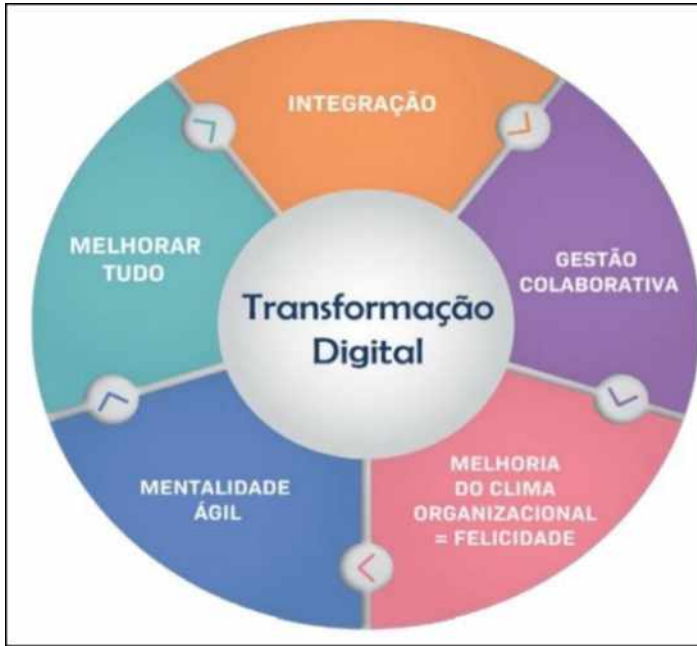 INTEGRAÇÃO
GESTÃO
COLABORATIVA
MELHORIA
DO CLIMA
ORGANIZACIONAL
= FELICIDADE
MENTALIDADE
ÁGIL
MELHORAR
TUDO
Transformação
Digital